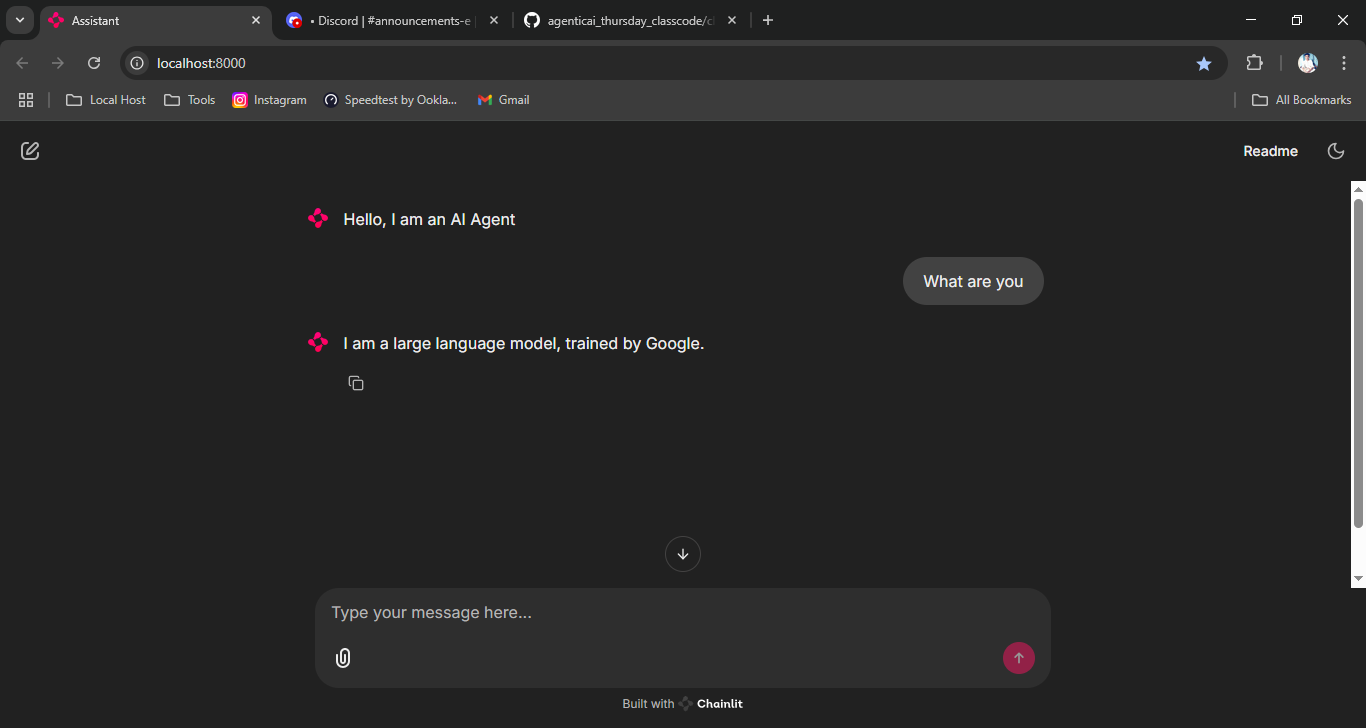 Assistant
• Discord | #announcements-e
agenticai_thursday_classcode/cl
localhost:8000
Local Host
Tools
Instagram
Speedtest by Ookla...
Gmail
All Bookmarks
Readme
Hello, I am an AI Agent
What are you
I am a large language model, trained by Google.
Type your message here...
Built with Chainlit